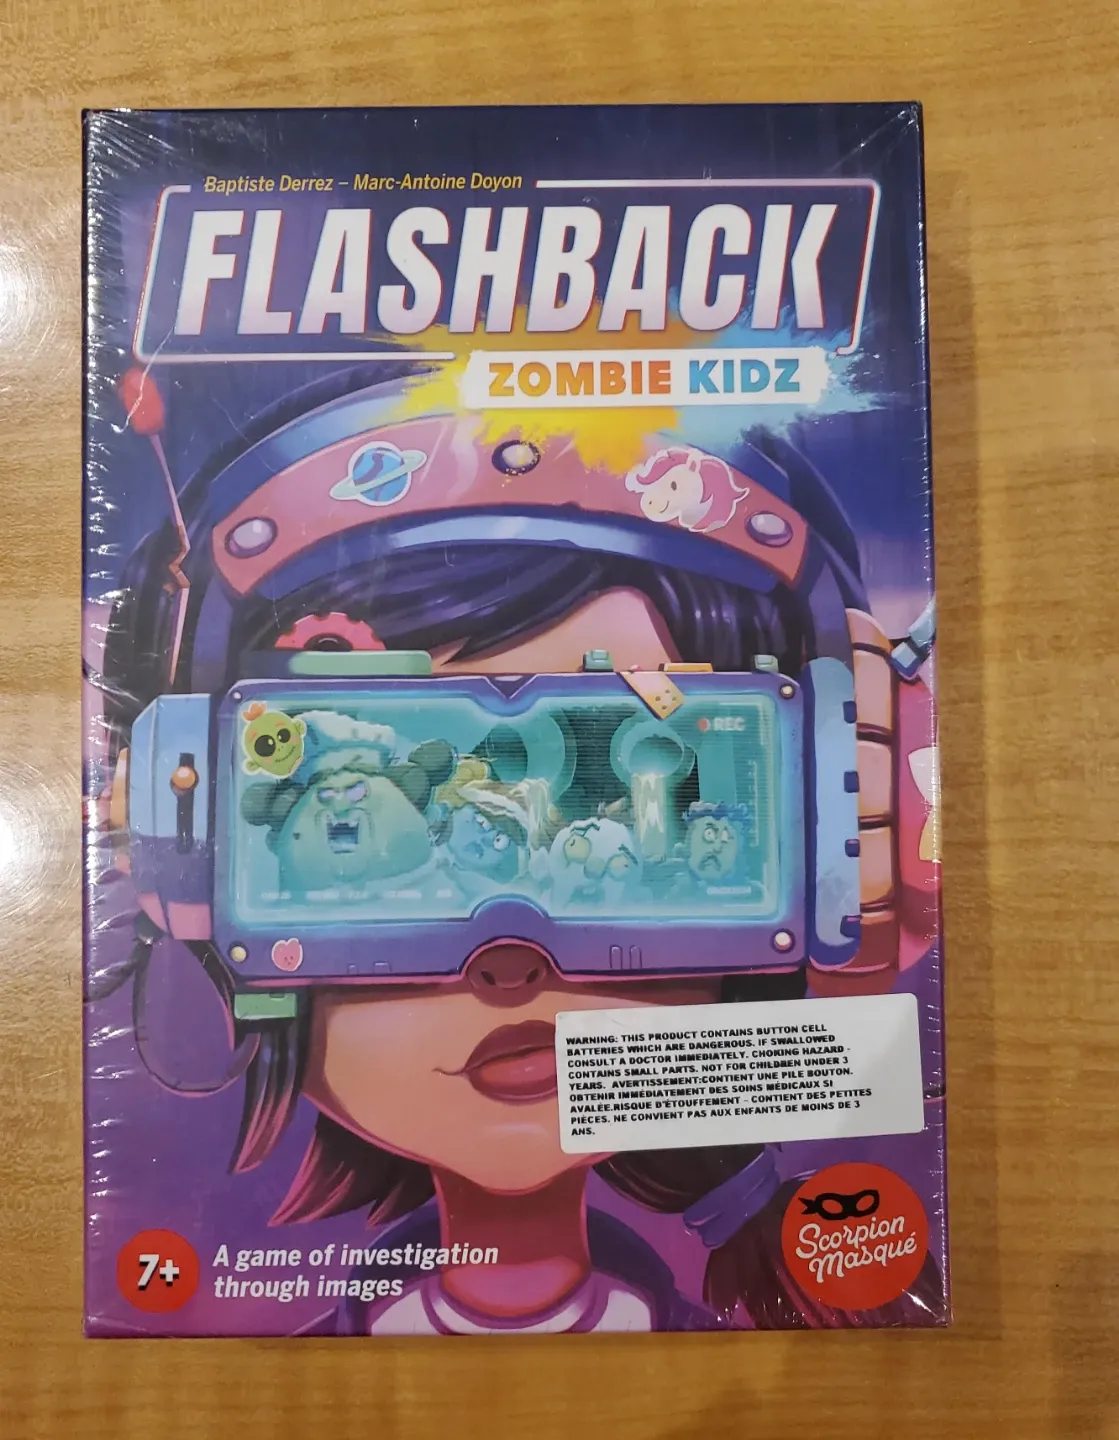 Baptiste Derrez – Marc-Antoine Doyon
FLASHBACK
ZOMBIE KIDZ
REC
WARNING: THIS PRODUCT CONTAINS BUTTON CELL
BATTERIES WHICH ARE DANGEROUS. IF SWALLOWED
CONSULT A DOCTOR IMMEDIATELY. CHOKING HAZARD -
CONTAINS SMALL PARTS. NOT FOR CHILDREN UNDER 3
YEARS. AVERTISSEMENT:CONTIENT UNE PILE BOUTON.
OBTENIR IMMÉDIATEMENT DES SOINS MÉDICAUX SI
AVALÉE.RISQUE D'ÉTOUFFEMENT - CONTIENT DES PETITES
PIÈCES. NE CONVIENT PAS AUX ENFANTS DE MOINS DE 3
ANS.
Scorpion
Masqué
7+
A game of investigation
through images